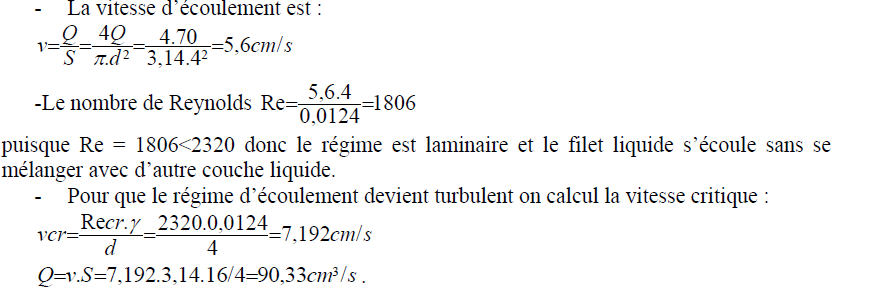 - La vitesse d'écoulement est :
v=Q/S=4Q/π.d²=4.70/3,14.4²=5,6cm/s
-Le nombre de Reynolds Re=5,6.4/0,0124=1806
puisque Re = 1806<2320 donc le régime est laminaire et le filet liquide s'écoule sans se
mélanger avec d'autre couche liquide.
- Pour que le régime d'écoulement devient turbulent on calcul la vitesse critique :
vcr=Recr.γ/d=2320.0,0124/4=7,192cm/s
Q=v.S=7,192.3,14.16/4=90,33cm³/s .